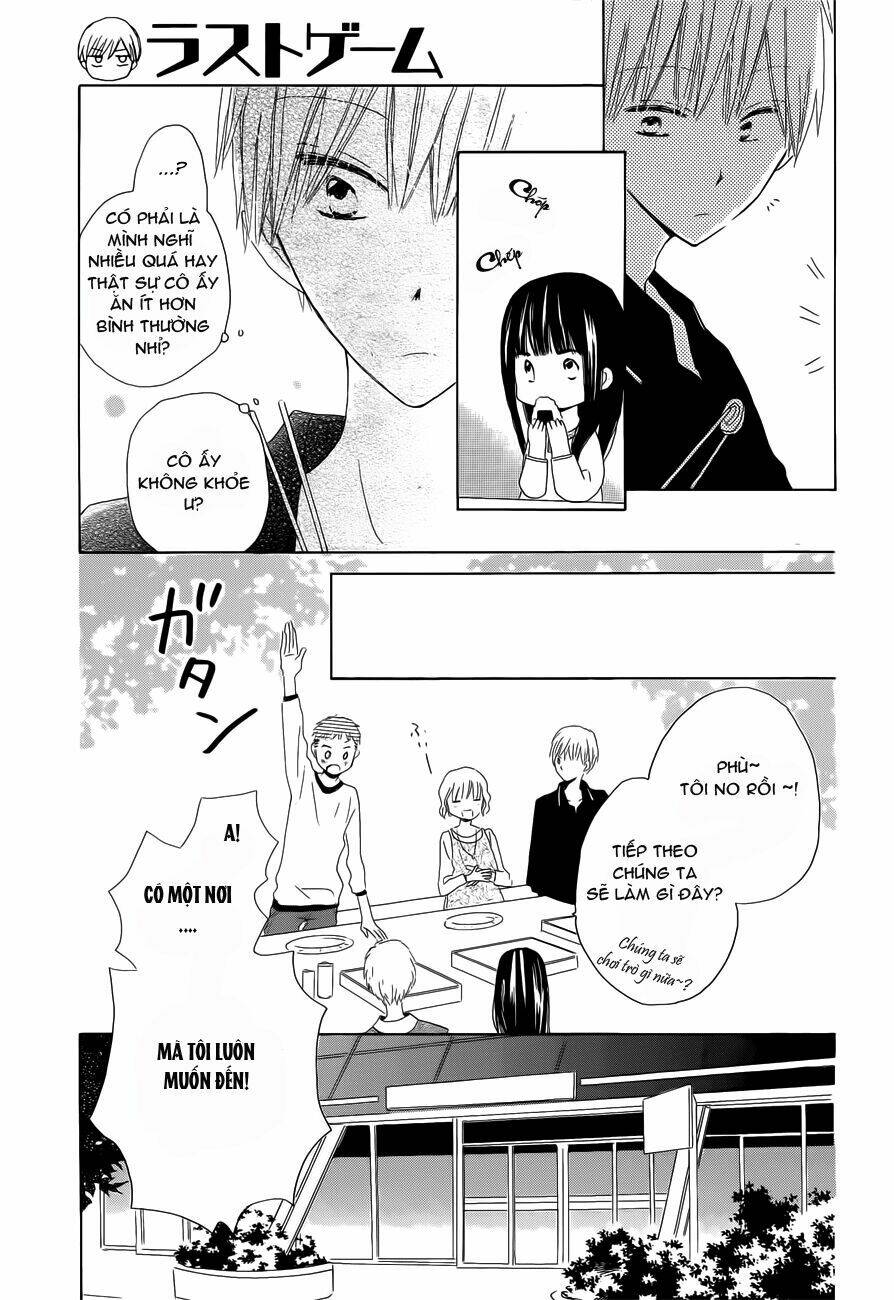 ラストゲーム
Chép
Chép
...?
CÓ PHẢI LÀ
MÌNH NGHĨ
NHIỀU QUÁ HAY
THẬT SỰ CÔ ẤY
ĂN ÍT HƠN
BÌNH THƯỜNG
NHỈ?
CÔ ẤY
KHÔNG KHỎE
Ư?
ガタン
PHÙ~
TÔI NO RỒI ~!
TIẾP THEO
CHÚNG TA
SẼ LÀM GÌ ĐÂY?
Chúng ta sẽ
chơi trò gì nữa~?
A!
CÓ MỘT NƠI
....
MÀ TÔI LUÔN
MUỐN ĐẾN!